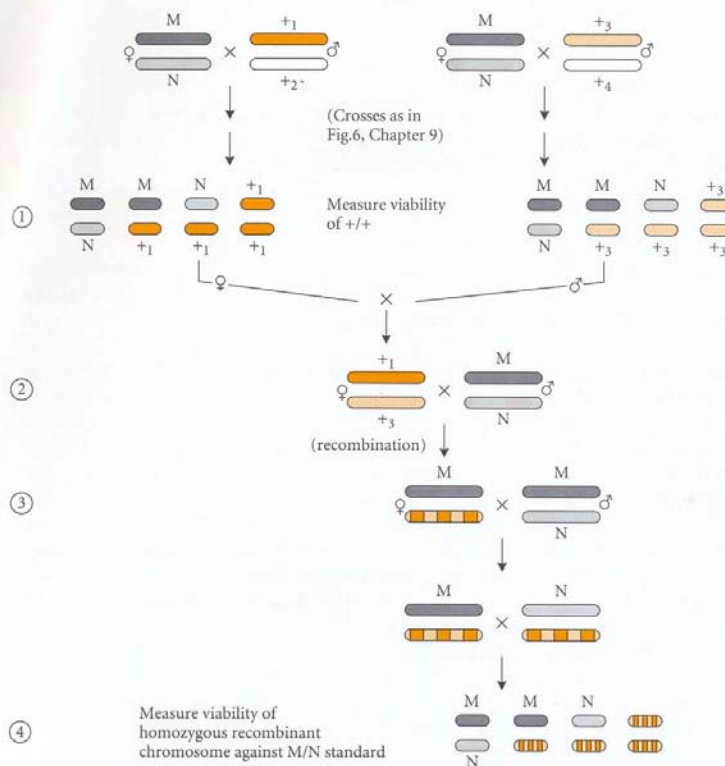 M +₁ M +₃
♀ × ♂ ♀ × ♂
N +₂- N +₄
(Crosses as in
Fig.6, Chapter 9)
① M M N +₁ Measure viability
of +/+ M M N +₃
N +₁ +₁ +₁ N +₃ +₃ +₃
♀ × ♂
② +₁ M
♀ × ♂
+₃ N
(recombination)
③ M M
♀ × ♂
N
M N
×
④ Measure viability of
homozygous recombinant
chromosome against M/N standard
M M N
N